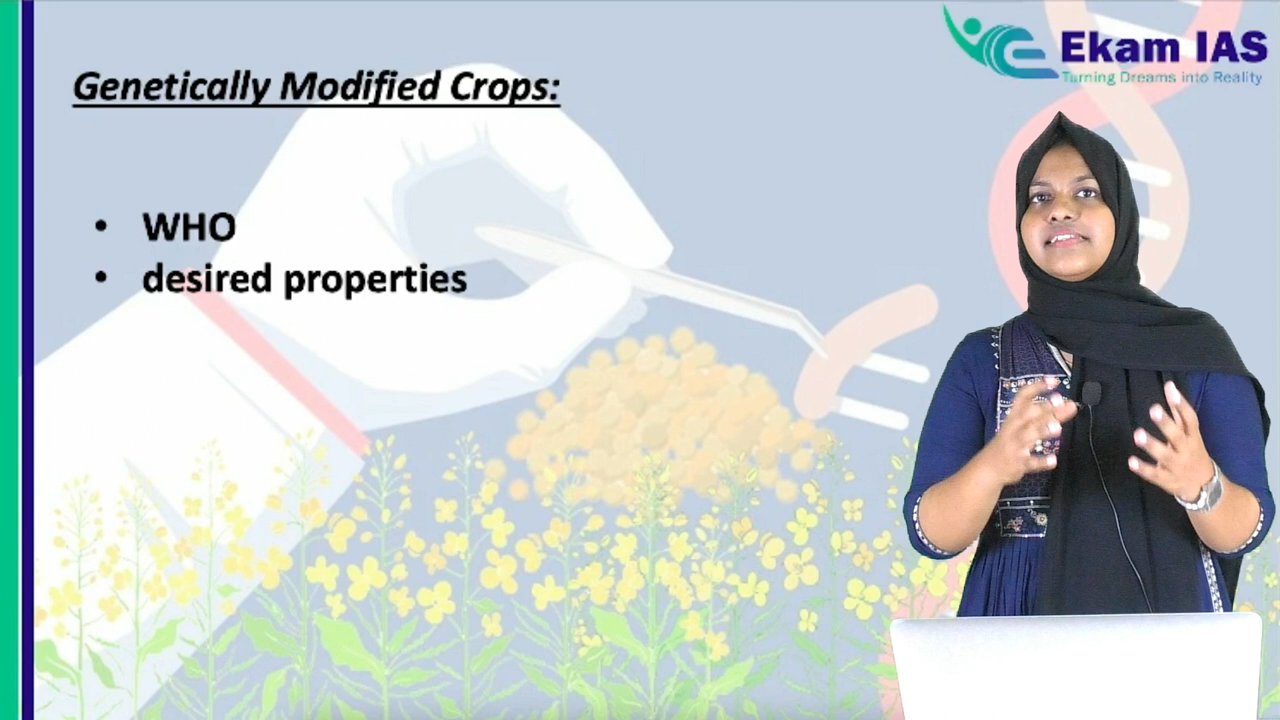 Ekam IAS
Turning Dreams into Reality
Genetically Modified Crops:
• WHO
• desired properties